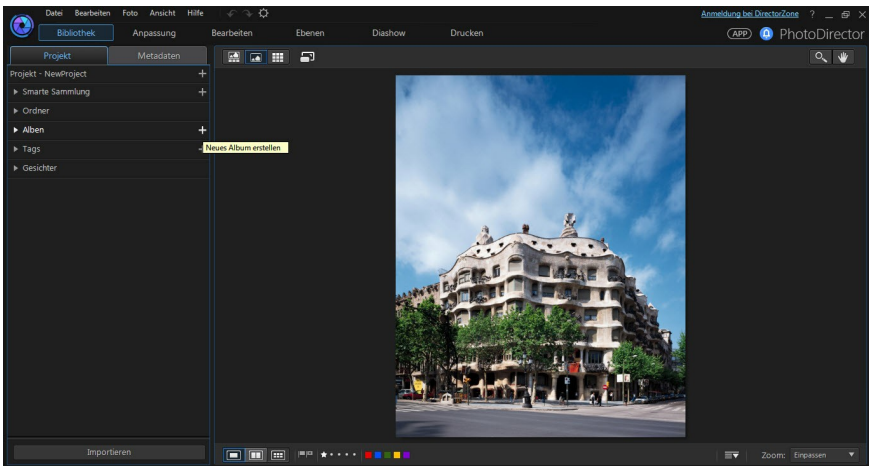 Datei Bearbeiten Foto Ansicht Hilfe
Anmeldung bei DirectorZone ?
Bibliothek Anpassung Bearbeiten Ebenen Diashow Drucken
APP PhotoDirector
Projekt Metadaten
Projekt - NewProject +
Smarte Sammlung +
Ordner
Alben +
Tags
Neues Album erstellen
Gesichter
Importieren
Zoom: Einpassen